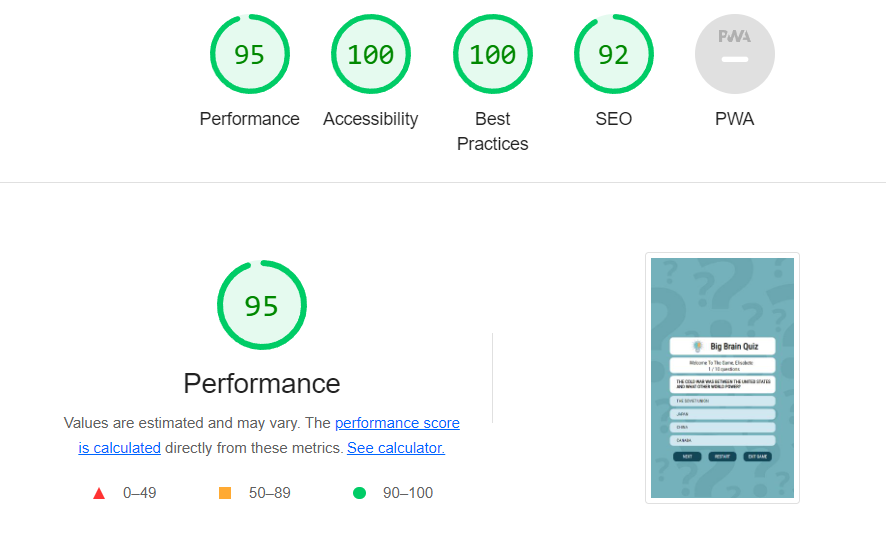 95
100
100
92
PWA
Performance
Accessibility
Best
Practices
SEO
PWA
95
Performance
Values are estimated and may vary. The performance score
is calculated directly from these metrics. See calculator.
0–49
50–89
90–100
Big Brain Quiz
Welcome To The Game,
1 / 10 questions
THE COLD WAR WAS BETWEEN THE UNITED STATES
AND WHAT OTHER WORLD POWER?
THE SOVIET UNION
JAPAN
CHINA
NEXT
RESTART
EXIT GAME